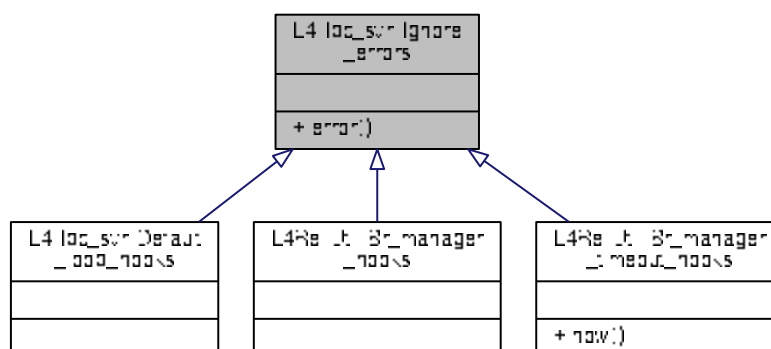 L4::Ipc_svr::Ignore
_errors
+ error()
L4::Ipc_svr::Default
_loop_hooks
L4Re::Util::Br_manager
_hooks
L4Re::Util::Br_manager
_timeout_hooks
+ now()